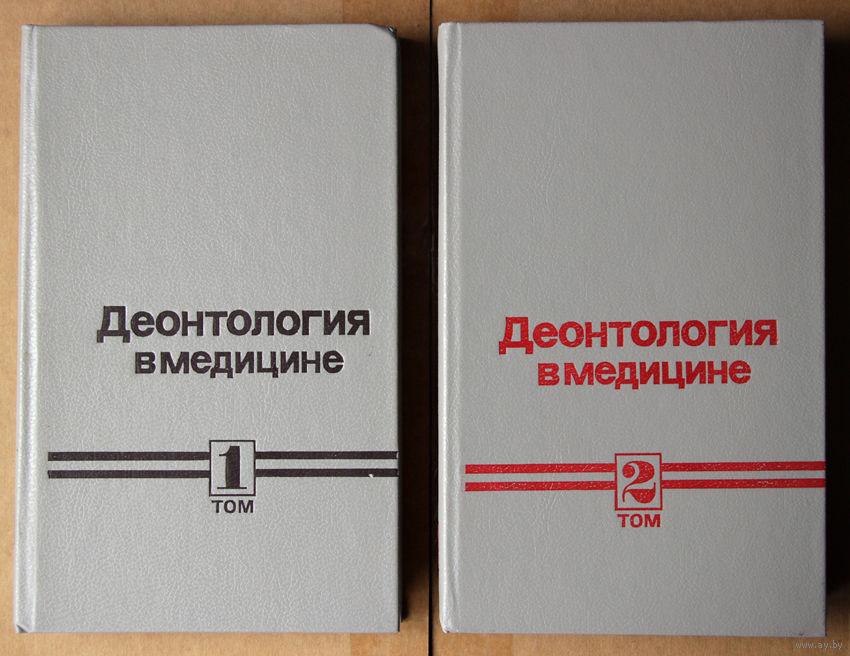 Деонтология
в медицине
1
ТОМ
Деонтология
в медицине
2
ТОМ
www.ay.by